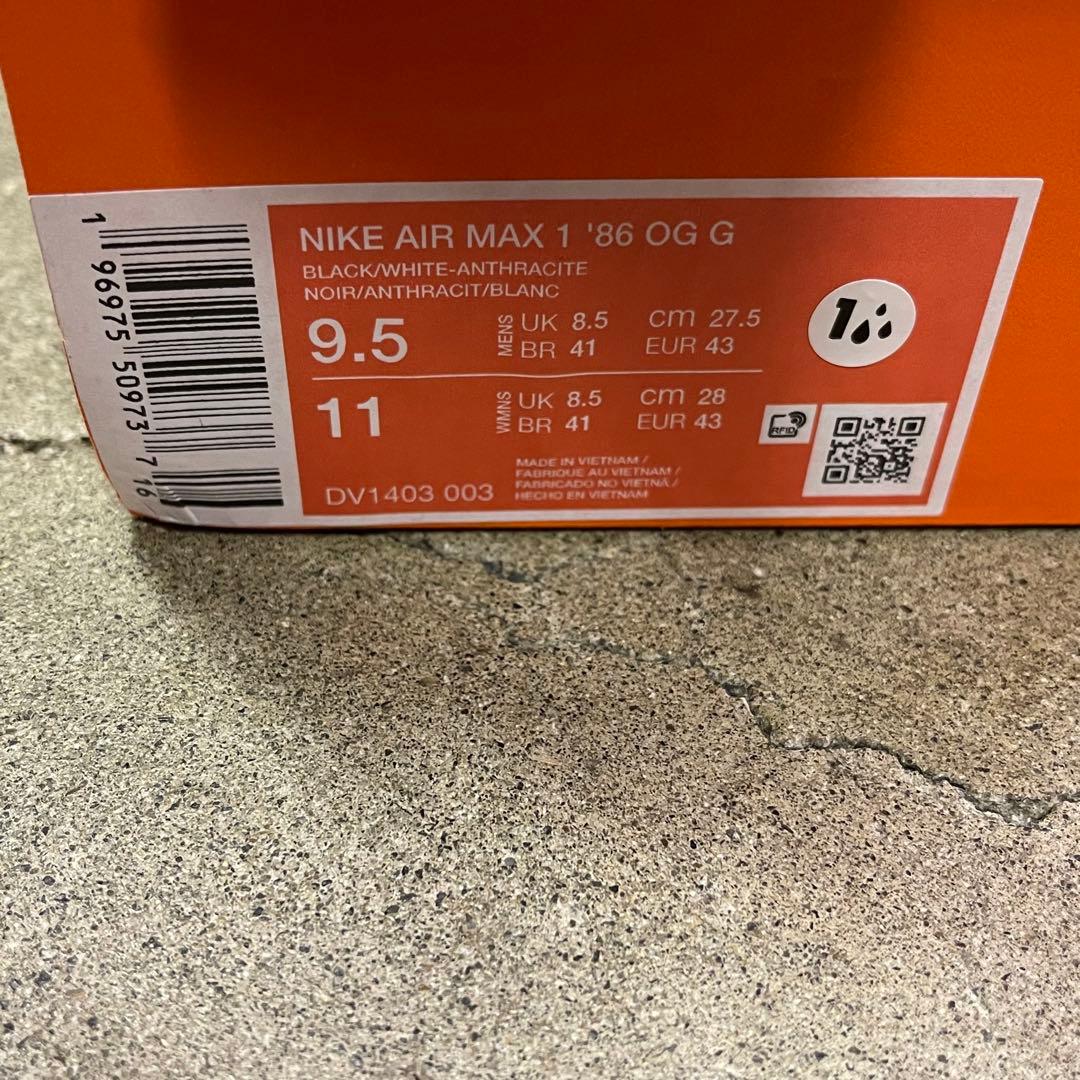 NIKE AIR MAX 1 '86 OG G
BLACK/WHITE-ANTHRACITE
NOIR/ANTHRACIT/BLANC
9.5 MENS UK 8.5 cm 27.5
BR 41 EUR 43
11 WMNS UK 8.5 cm 28
BR 41 EUR 43
MADE IN VIETNAM /
FABRIQUE AU VIETNAM /
FABRICADO NO VIETNÃ /
HECHO EN VIETNAM
DV1403 003
1
RFID
1 96975 50973 7 16